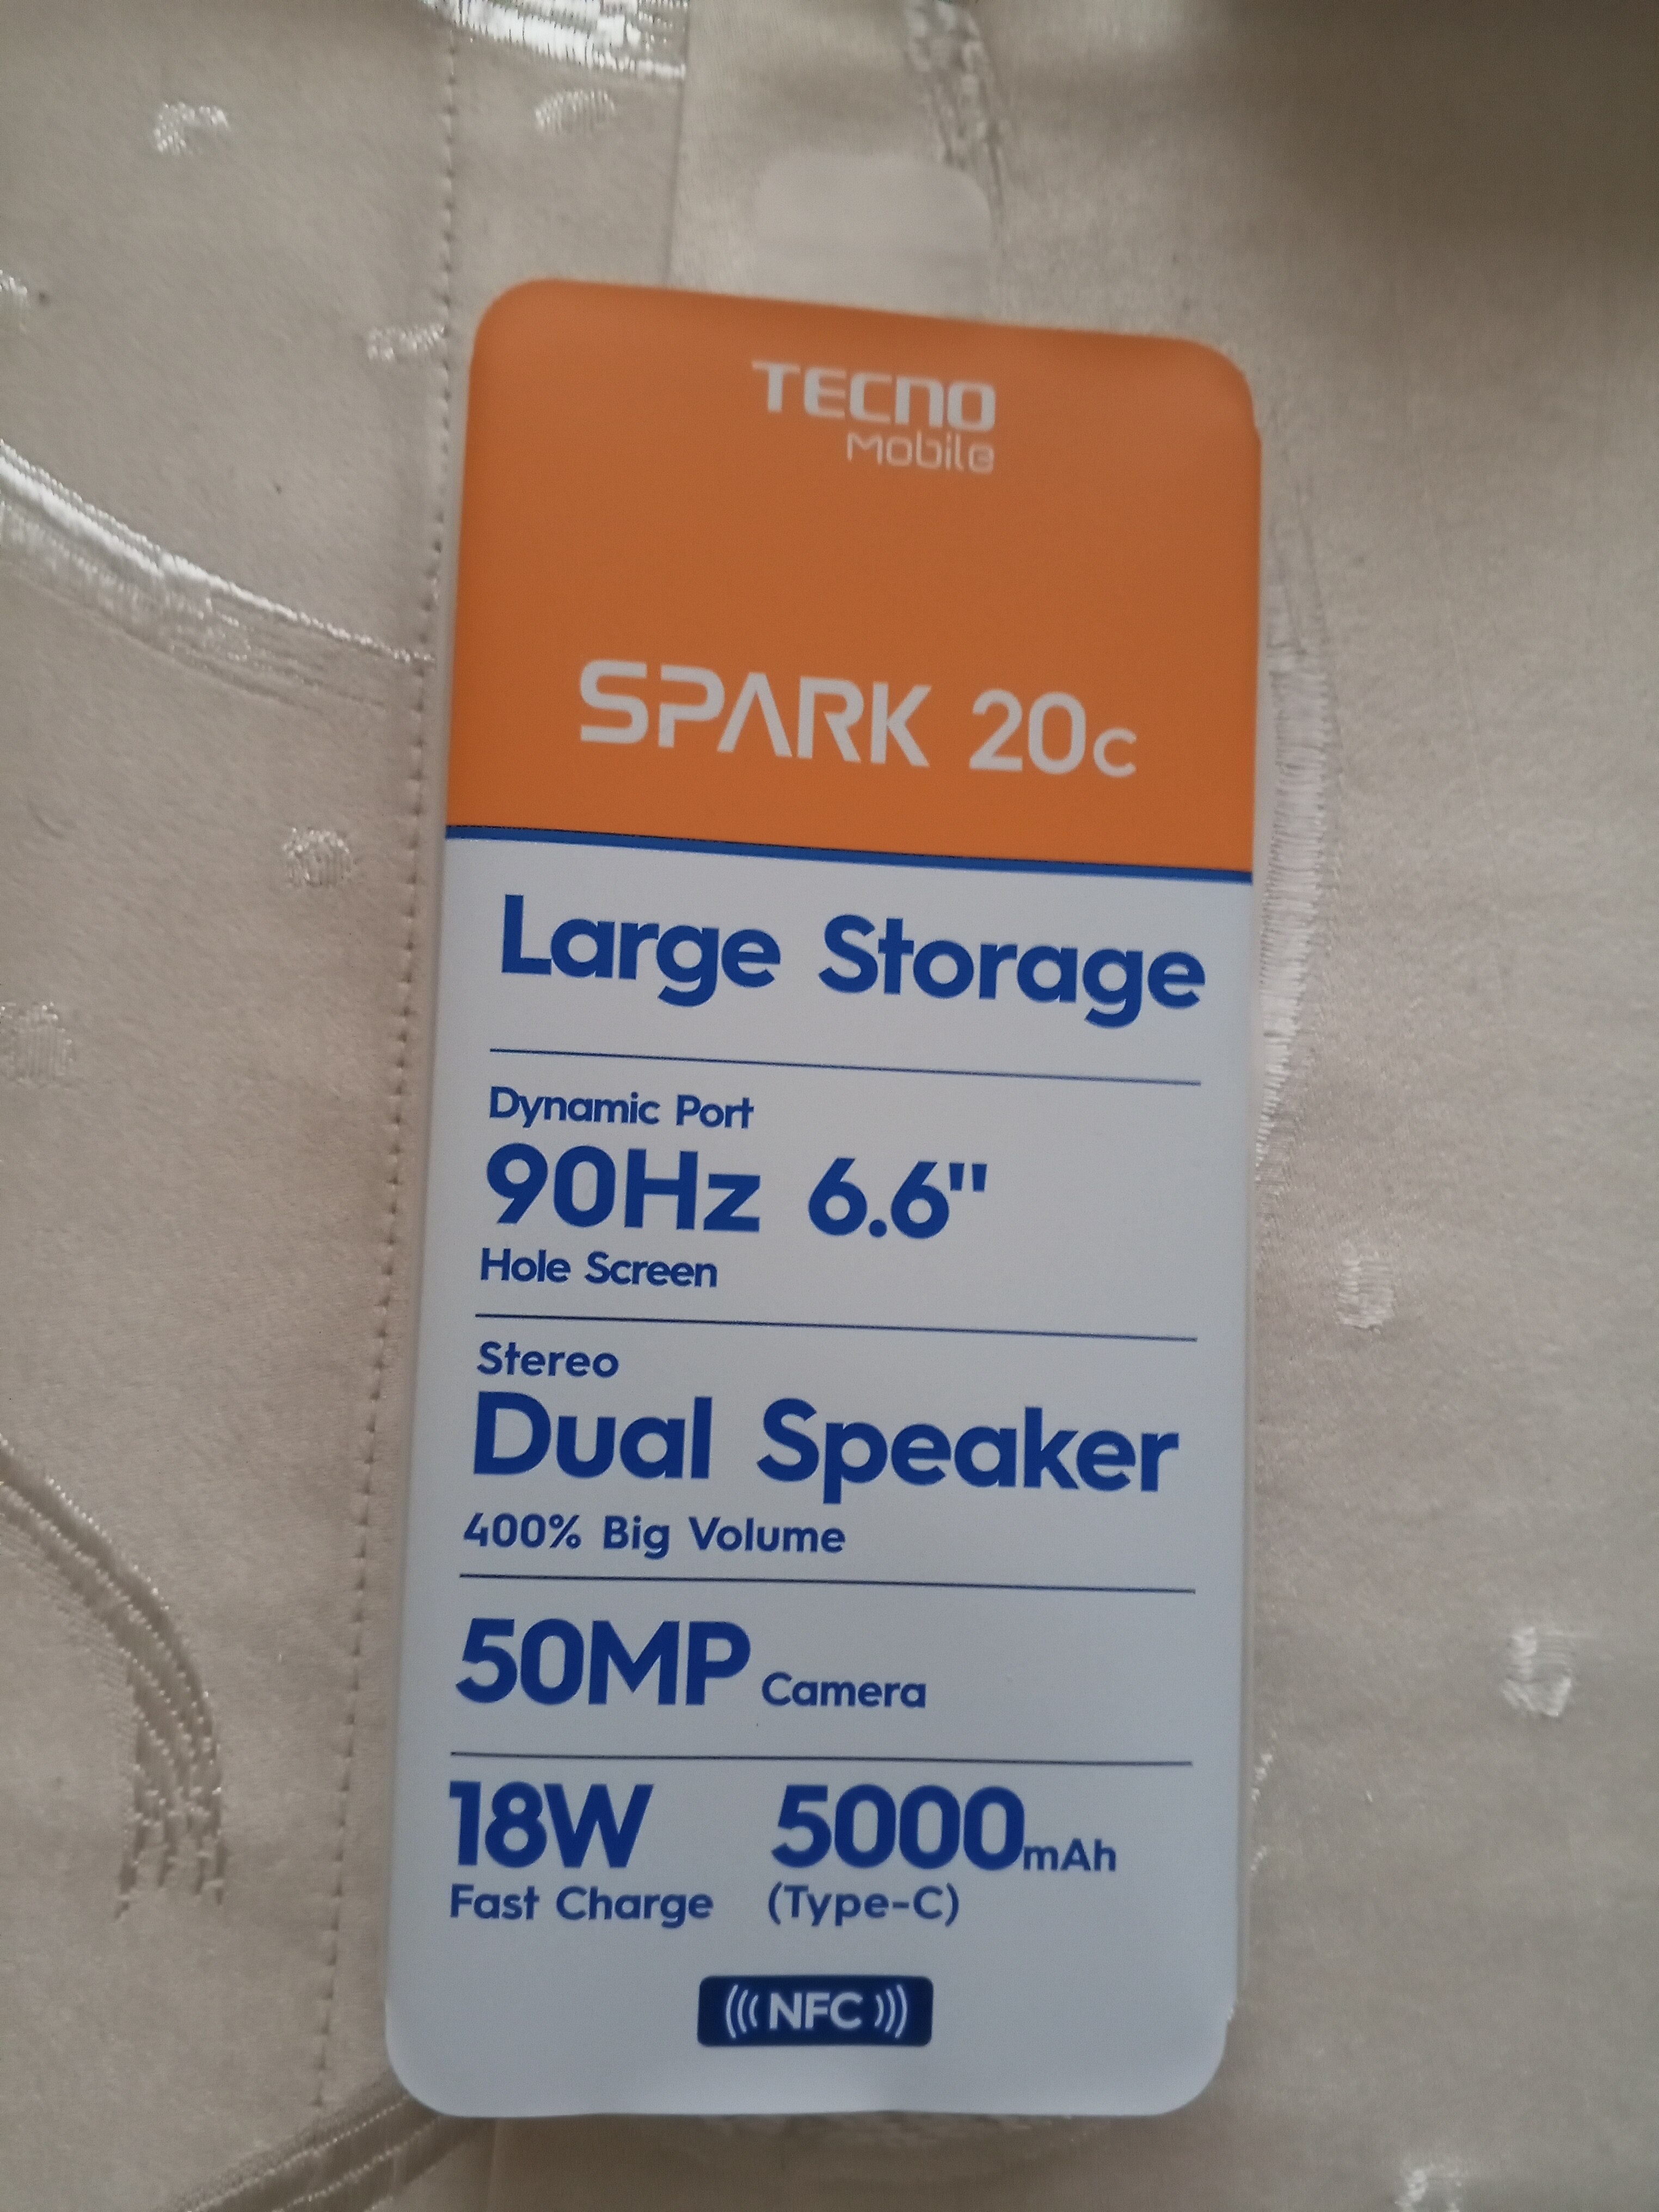 TECNO
Mobile
SPARK 20C
Large Storage
Dynamic Port
90Hz 6.6"
Hole Screen
Stereo
Dual Speaker
400% Big Volume
50MP Camera
18W 5000mAh
Fast Charge (Type-C)
NFC